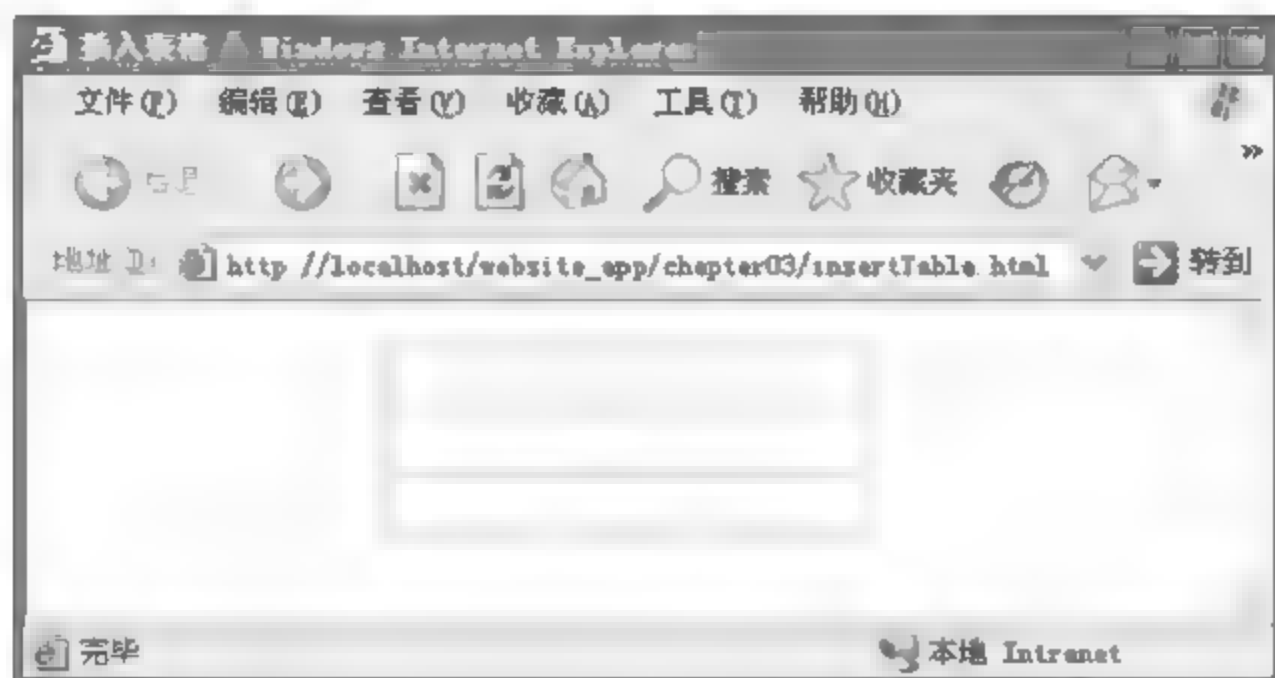 插入表格 - Windows Internet Explorer
文件(F) 编辑(E) 查看(V) 收藏(A) 工具(T) 帮助(H)
搜索 收藏夹
地址 http://localhost/website_app/chapter03/insertTable.html 转到
完毕 本地 Intranet